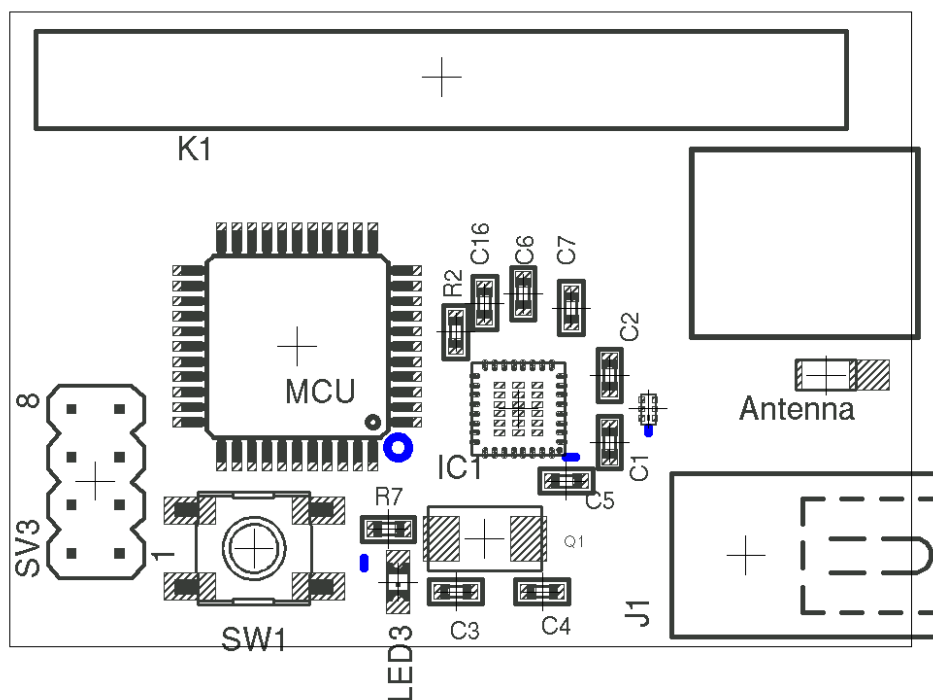 K1
C16
C6
C7
R2
C2
MCU
8
Antenna
IC1
C1
C5
R7
SV3
1
Q1
J1
C3
C4
SW1
LED3